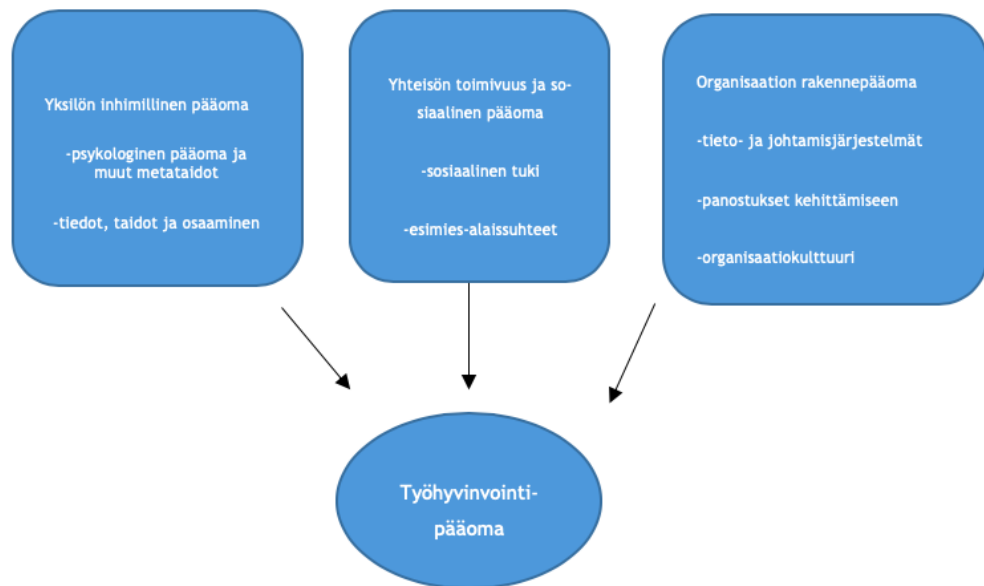 Yksilön inhimillinen pääoma
-psykologinen pääoma ja
muut metataidot
-tiedot, taidot ja osaaminen
Yhteisön toimivuus ja so-
siaalinen pääoma
-sosiaalinen tuki
-esimies-alaissuhteet
Organisaation rakennepääoma
-tieto- ja johtamisjärjestelmät
-panostukset kehittämiseen
-organisaatiokulttuuri
Työhyvinvointi-
pääoma